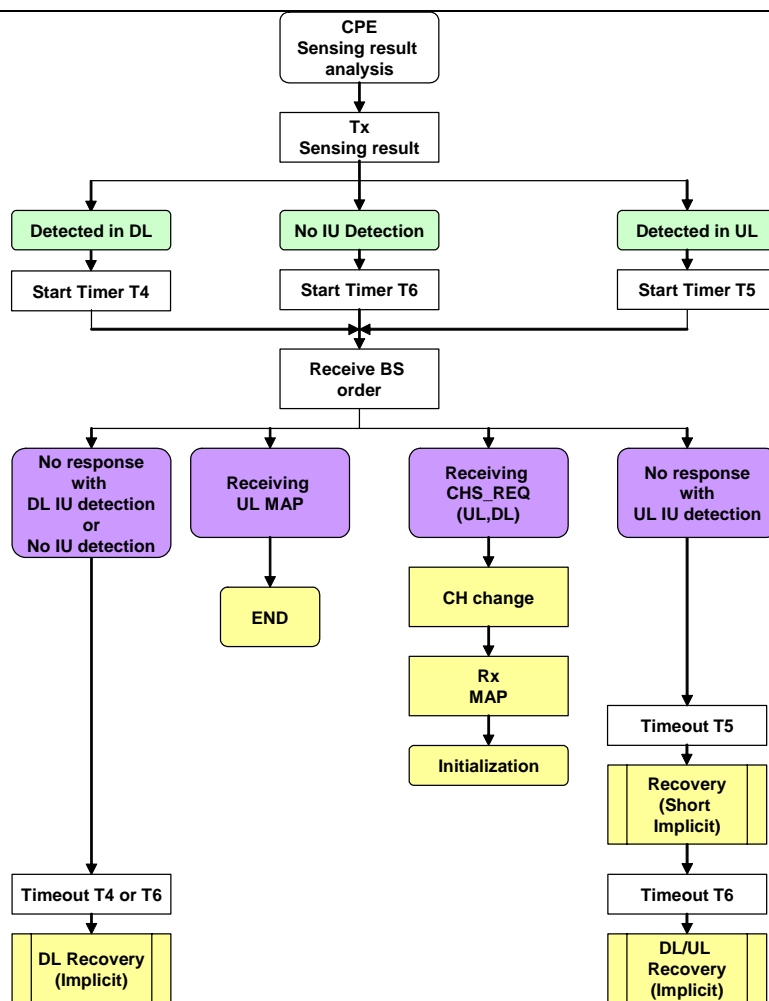 CPE
Sensing result
analysis
Tx
Sensing result
Detected in DL
No IU Detection
Detected in UL
Start Timer T4
Start Timer T6
Start Timer T5
Receive BS
order
No response
with
DL IU detection
or
No IU detection
Receiving
UL MAP
Receiving
CHS_REQ
(UL,DL)
No response
with
UL IU detection
END
CH change
Rx
MAP
Initialization
Timeout T5
Recovery
(Short
Implicit)
Timeout T4 or T6
Timeout T6
DL Recovery
(Implicit)
DL/UL
Recovery
(Implicit)